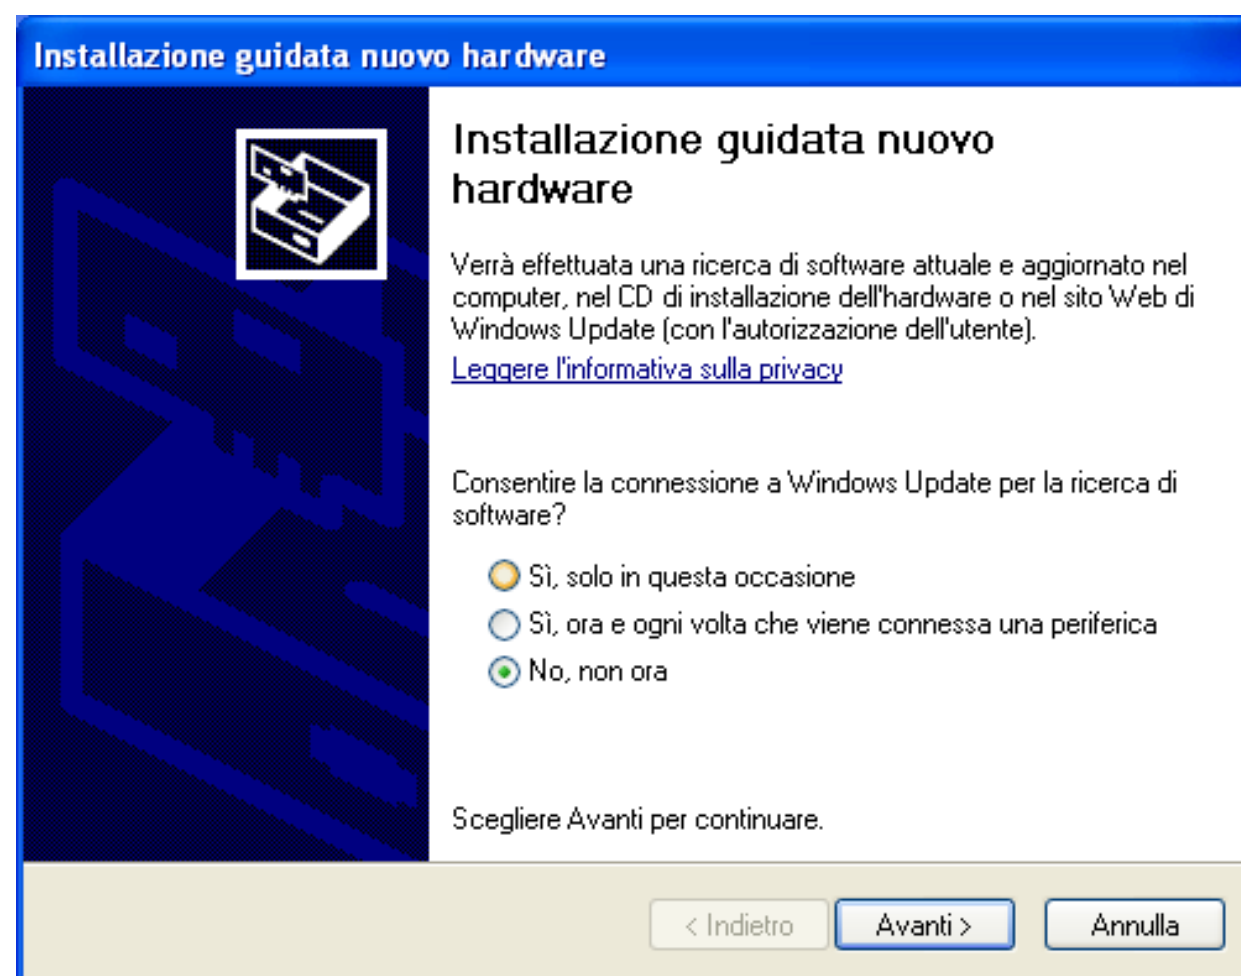 Installazione guidata nuovo hardware
Installazione guidata nuovo
hardware
Verrà effettuata una ricerca di software attuale e aggiornato nel
computer, nel CD di installazione dell'hardware o nel sito Web di
Windows Update (con l'autorizzazione dell'utente).
Leggere l'informativa sulla privacy
Consentire la connessione a Windows Update per la ricerca di
software?
Sì, solo in questa occasione
Sì, ora e ogni volta che viene connessa una periferica
No, non ora
Scegliere Avanti per continuare.
< Indietro
Avanti >
Annulla